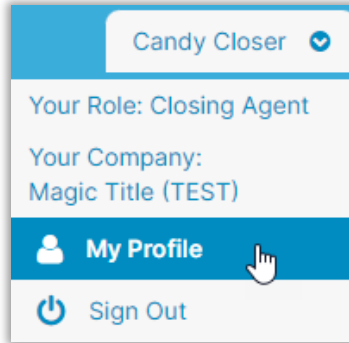 Candy Closer
Your Role: Closing Agent
Your Company:
Magic Title (TEST)
My Profile
Sign Out